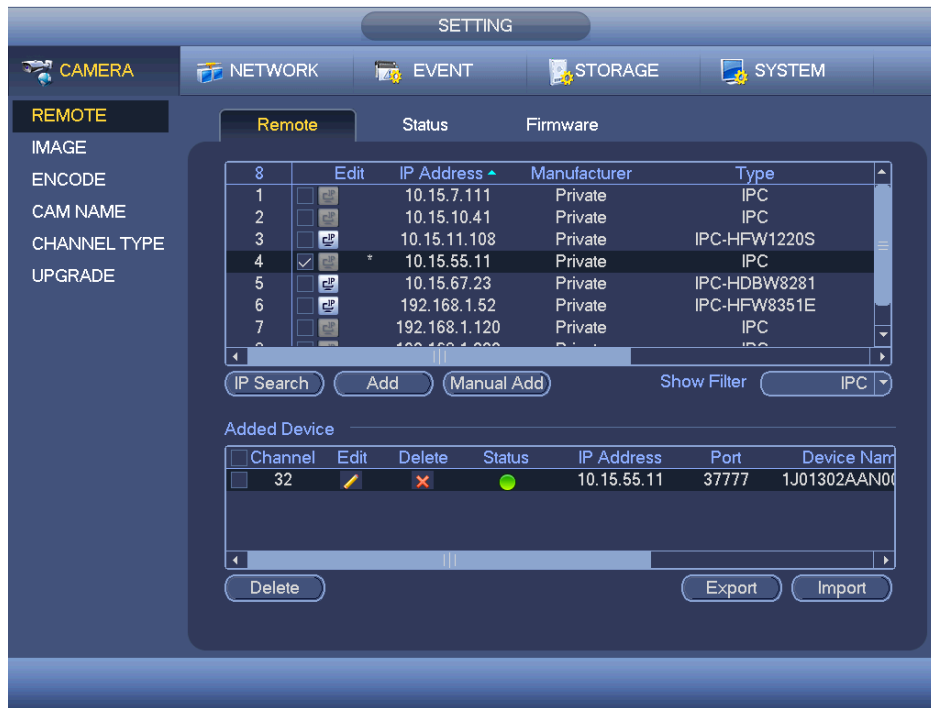 SETTING
CAMERA NETWORK EVENT STORAGE SYSTEM
REMOTE
IMAGE
ENCODE
CAM NAME
CHANNEL TYPE
UPGRADE
Remote Status Firmware
8 Edit IP Address Manufacturer Type
1 10.15.7.111 Private IPC
2 10.15.10.41 Private IPC
3 10.15.11.108 Private IPC-HFW1220S
4 * 10.15.55.11 Private IPC
5 10.15.67.23 Private IPC-HDBW8281
6 192.168.1.52 Private IPC-HFW8351E
7 192.168.1.120 Private IPC
IP Search Add Manual Add Show Filter IPC
Added Device
Channel Edit Delete Status IP Address Port Device Nam
32 10.15.55.11 37777 1J01302AAN00
Delete Export Import